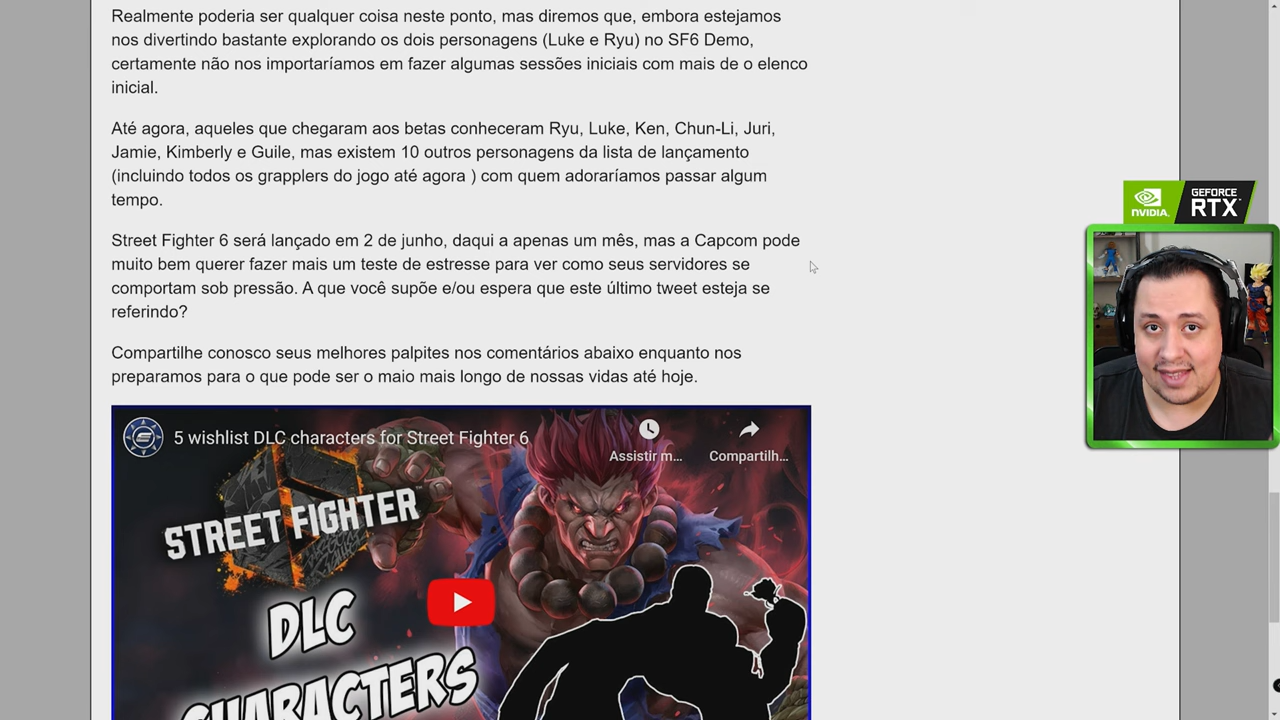 Realmente poderia ser qualquer coisa neste ponto, mas diremos que, embora estejamos
nos divertindo bastante explorando os dois personagens (Luke e Ryu) no SF6 Demo,
certamente não nos importaríamos em fazer algumas sessões iniciais com mais de o elenco
inicial.
Até agora, aqueles que chegaram aos betas conheceram Ryu, Luke, Ken, Chun-Li, Juri,
Jamie, Kimberly e Guile, mas existem 10 outros personagens da lista de lançamento
(incluindo todos os grapplers do jogo até agora ) com quem adoraríamos passar algum
tempo.
NVIDIA.
GEFORCE
RTX
Street Fighter 6 será lançado em 2 de junho, daqui a apenas um mês, mas a Capcom pode
muito bem querer fazer mais um teste de estresse para ver como seus servidores se
comportam sob pressão. A que você supõe e/ou espera que este último tweet esteja se
referindo?
Compartilhe conosco seus melhores palpites nos comentários abaixo enquanto nos
preparamos para o que pode ser o maio mais longo de nossas vidas até hoje.
5 wishlist DLC characters for Street Fighter 6
Assistir m...
Compartilh...
STREET FIGHTER
DLC
CHARACTERS